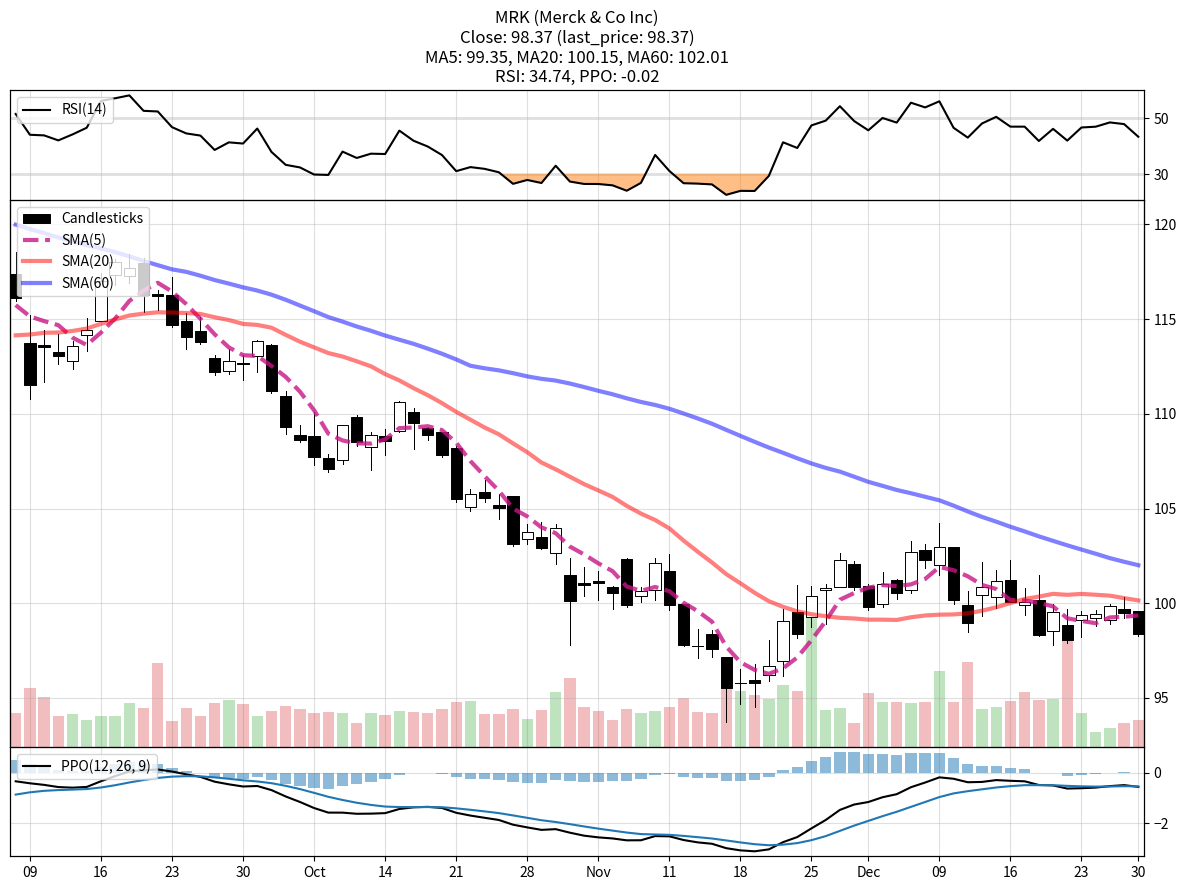 MRK (Merck & Co Inc)
Close: 98.37 (last_price: 98.37)
MA5: 99.35, MA20: 100.15, MA60: 102.01
RSI: 34.74, PPO: -0.02
RSI(14)
50
30
Candlesticks
SMA(5)
SMA(20)
SMA(60)
120
115
110
105
100
95
PPO(12, 26, 9)
0
−2
09 16 23 30 Oct 14 21 28 Nov 11 18 25 Dec 09 16 23 30